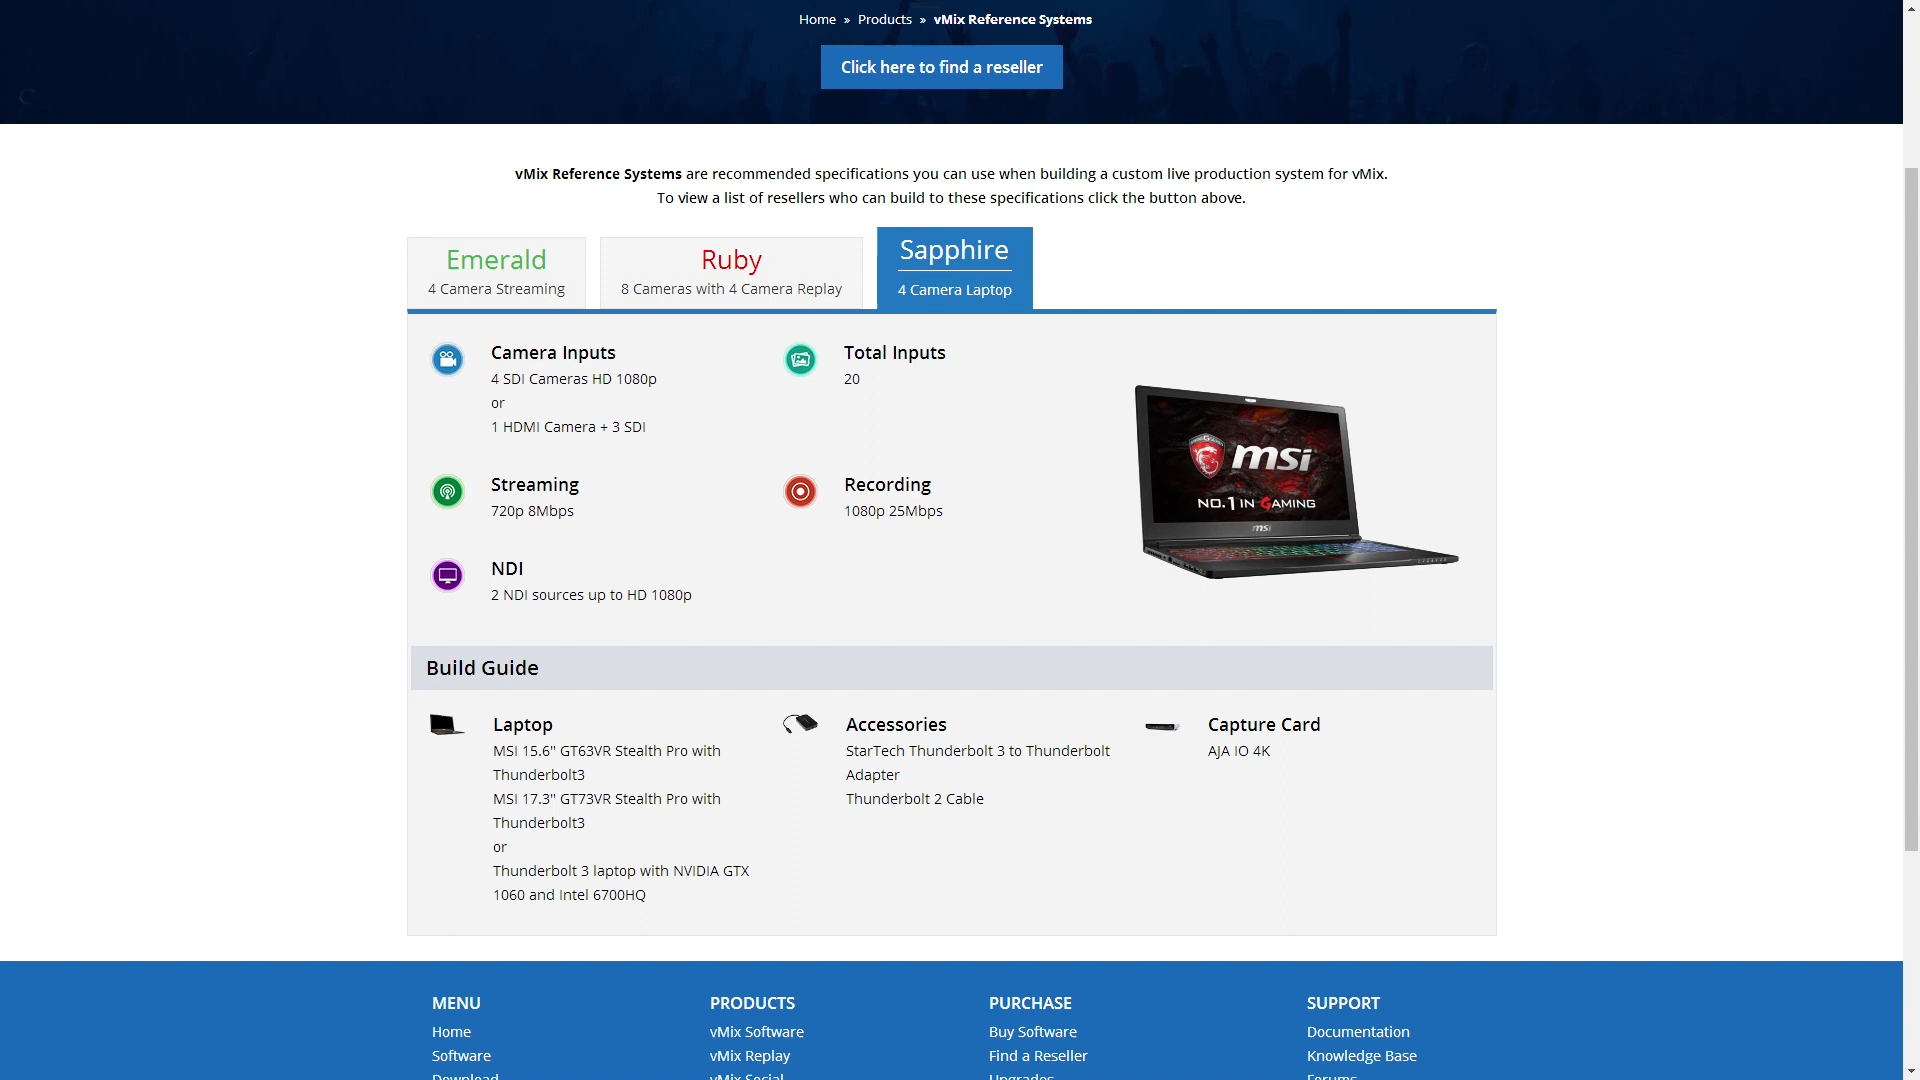 Home » Products » vMix Reference Systems
Click here to find a reseller
vMix Reference Systems are recommended specifications you can use when building a custom live production system for vMix.
To view a list of resellers who can build to these specifications click the button above.
Emerald
4 Camera Streaming
Ruby
8 Cameras with 4 Camera Replay
Sapphire
4 Camera Laptop
Camera Inputs
4 SDI Cameras HD 1080p
or
1 HDMI Camera + 3 SDI
Total Inputs
20
msi
NO.1 IN GAMING
msi
Streaming
720p 8Mbps
Recording
1080p 25Mbps
NDI
2 NDI sources up to HD 1080p
Build Guide
Laptop
MSI 15.6" GT63VR Stealth Pro with
Thunderbolt3
MSI 17.3" GT73VR Stealth Pro with
Thunderbolt3
or
Thunderbolt 3 laptop with NVIDIA GTX
1060 and Intel 6700HQ
Accessories
StarTech Thunderbolt 3 to Thunderbolt
Adapter
Thunderbolt 2 Cable
Capture Card
AJA IO 4K
MENU
Home
Software
Download
PRODUCTS
vMix Software
vMix Replay
vMix Social
PURCHASE
Buy Software
Find a Reseller
Upgrades
SUPPORT
Documentation
Knowledge Base
Forums